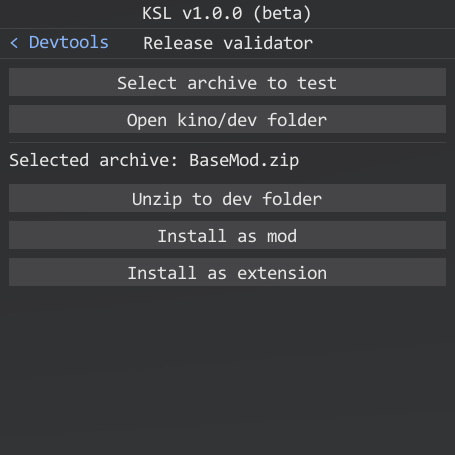 KSL v1.0.0 (beta)
< Devtools Release validator
Select archive to test
Open kino/dev folder
Selected archive: BaseMod.zip
Unzip to dev folder
Install as mod
Install as extension